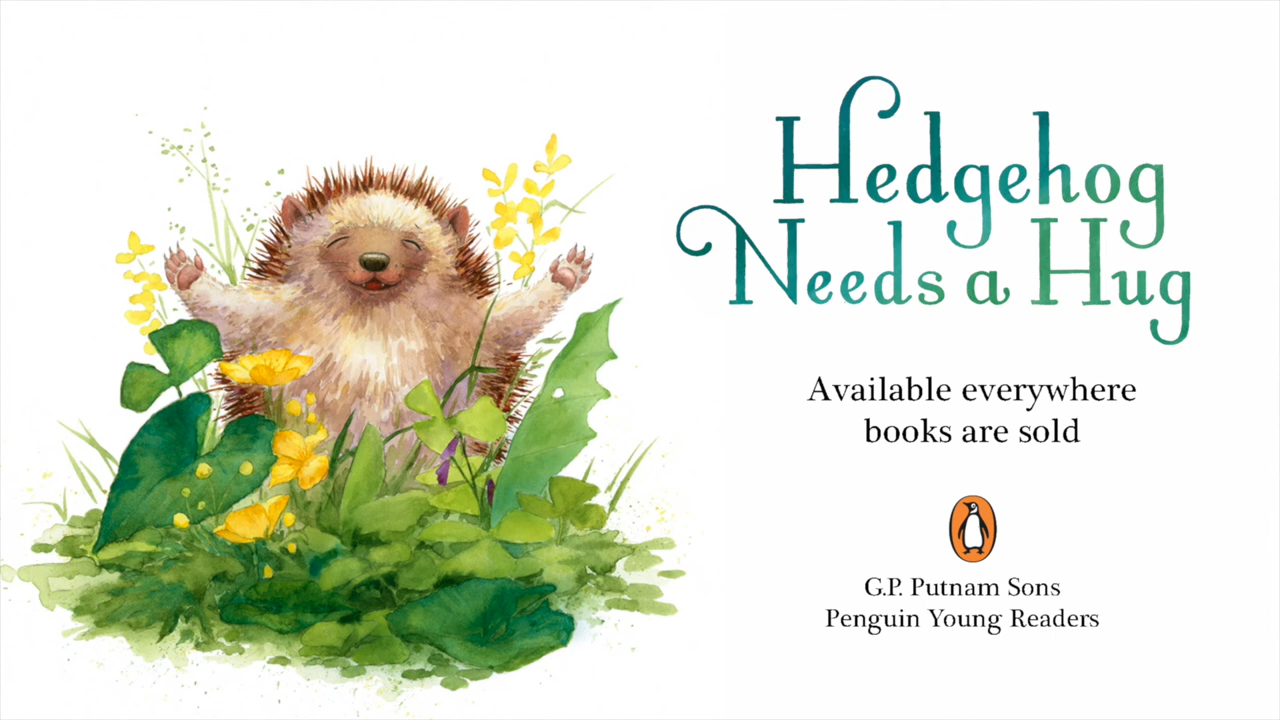 Hedgehog
Needs a Hug
Available everywhere
books are sold
G.P. Putnam Sons
Penguin Young Readers